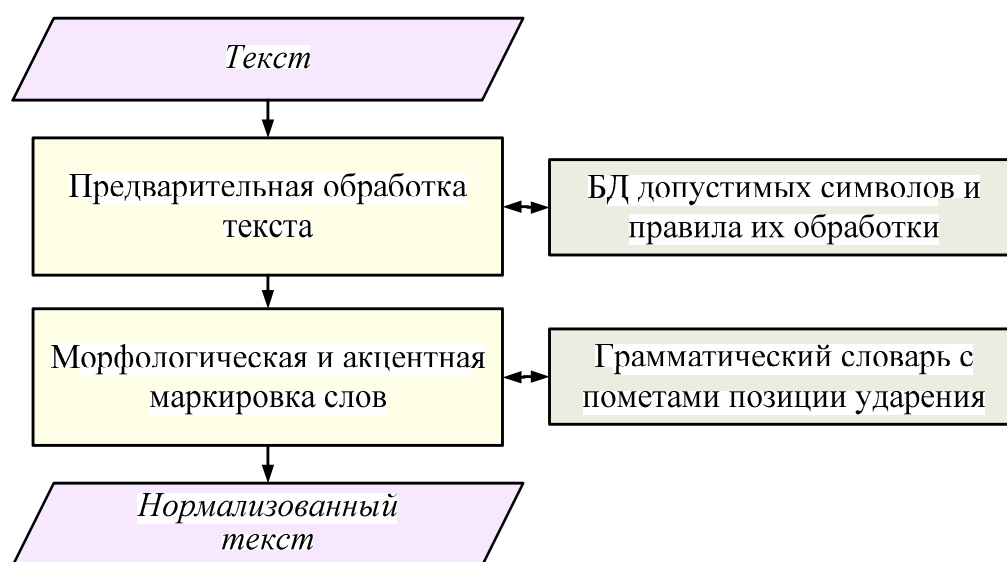 Текст
Предварительная обработка
текста
БД допустимых символов и
правила их обработки
Морфологическая и акцентная
маркировка слов
Грамматический словарь с
пометами позиции ударения
Нормализованный
текст